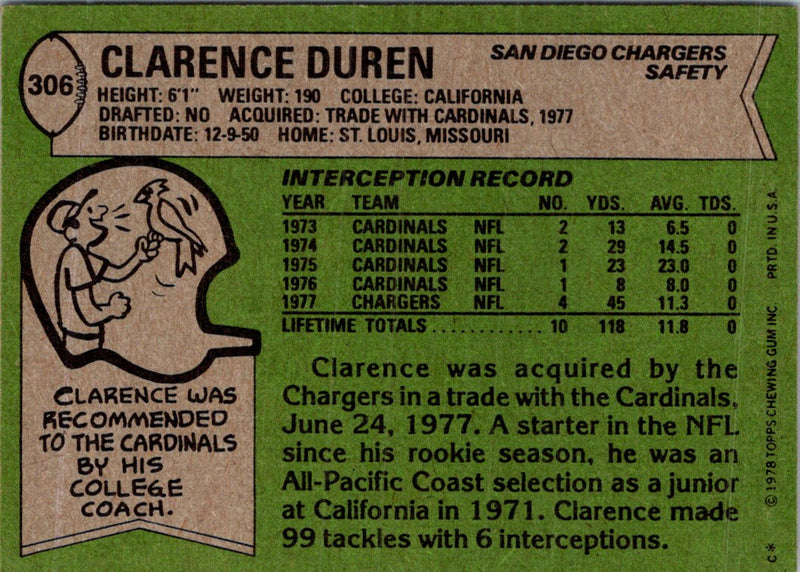 306
CLARENCE DUREN
SAN DIEGO CHARGERS
SAFETY
HEIGHT: 6'1" WEIGHT: 190 COLLEGE: CALIFORNIA
DRAFTED: NO ACQUIRED: TRADE WITH CARDINALS, 1977
BIRTHDATE: 12-9-50 HOME: ST. LOUIS, MISSOURI
INTERCEPTION RECORD
YEAR TEAM NO. YDS. AVG. TDS.
1973 CARDINALS NFL 2 13 6.5 0
1974 CARDINALS NFL 2 29 14.5 0
1975 CARDINALS NFL 1 23 23.0 0
1976 CARDINALS NFL 1 8 8.0 0
1977 CHARGERS NFL 4 45 11.3 0
LIFETIME TOTALS............ 10 118 11.8 0
CLARENCE WAS
RECOMMENDED
TO THE CARDINALS
BY HIS
COLLEGE
COACH.
Clarence was acquired by the
Chargers in a trade with the Cardinals,
June 24, 1977. A starter in the NFL
since his rookie season, he was an
All-Pacific Coast selection as a junior
at California in 1971. Clarence made
99 tackles with 6 interceptions.
C* © 1978 TOPPS CHEWING GUM INC PRTD. IN U.S.A.